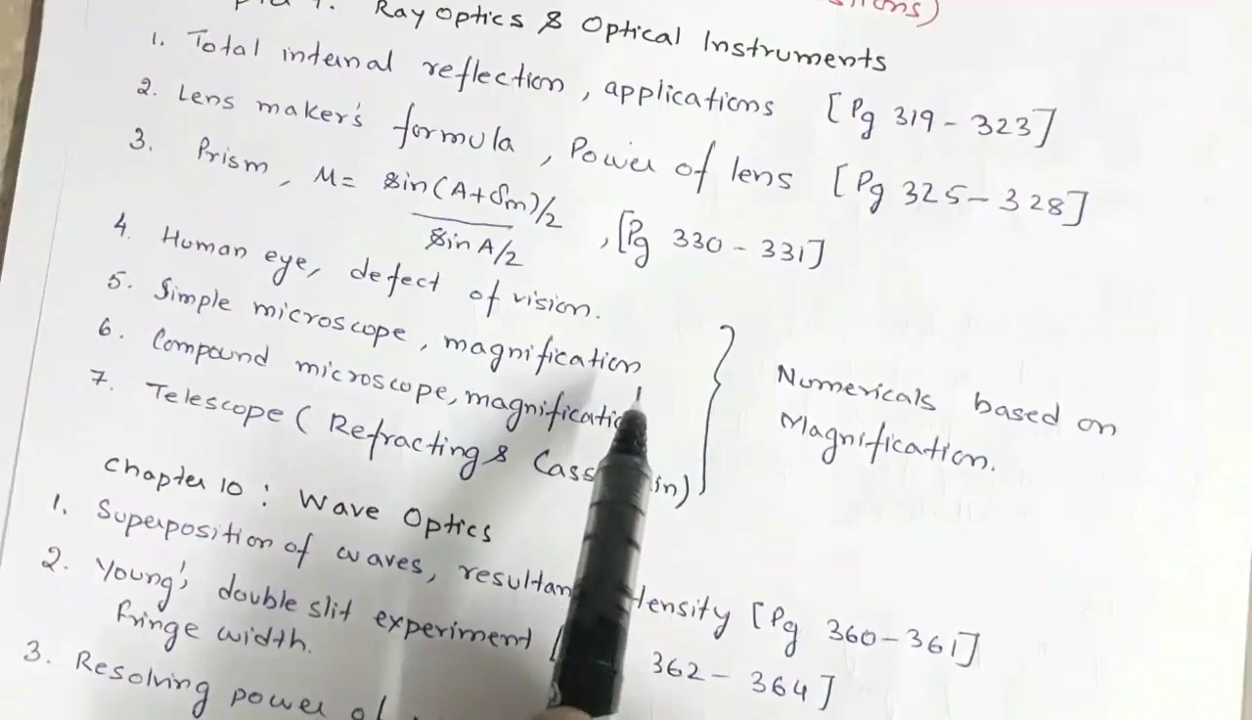 Ray Optics & Optical Instruments
1. Total internal reflection, applications [Pg 319-323]
2. Lens maker's formula, Power of lens [Pg 325-328]
3. Prism, M = sin(A+δm)/2 / sin A/2, [Pg 330-331]
4. Human eye, defect of vision.
5. Simple microscope, magnification
6. Compound microscope, magnificatio
7. Telescope (Refracting & Cass in)
Numericals based on
Magnification.
Chapter 10: Wave Optics
1. Superposition of waves, resultan tensity [Pg 360-361]
2. Young's double slit experiment [ 362-364]
fringe width.
3. Resolving power of